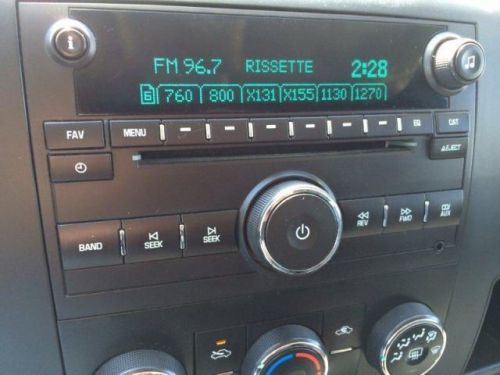 FM 96.7 RISSETTE 2:28
6 760 800 X131 X155 1130 1270
FAV MENU EQ CAT
EJECT
BAND SEEK SEEK REV FWD CD/AUX